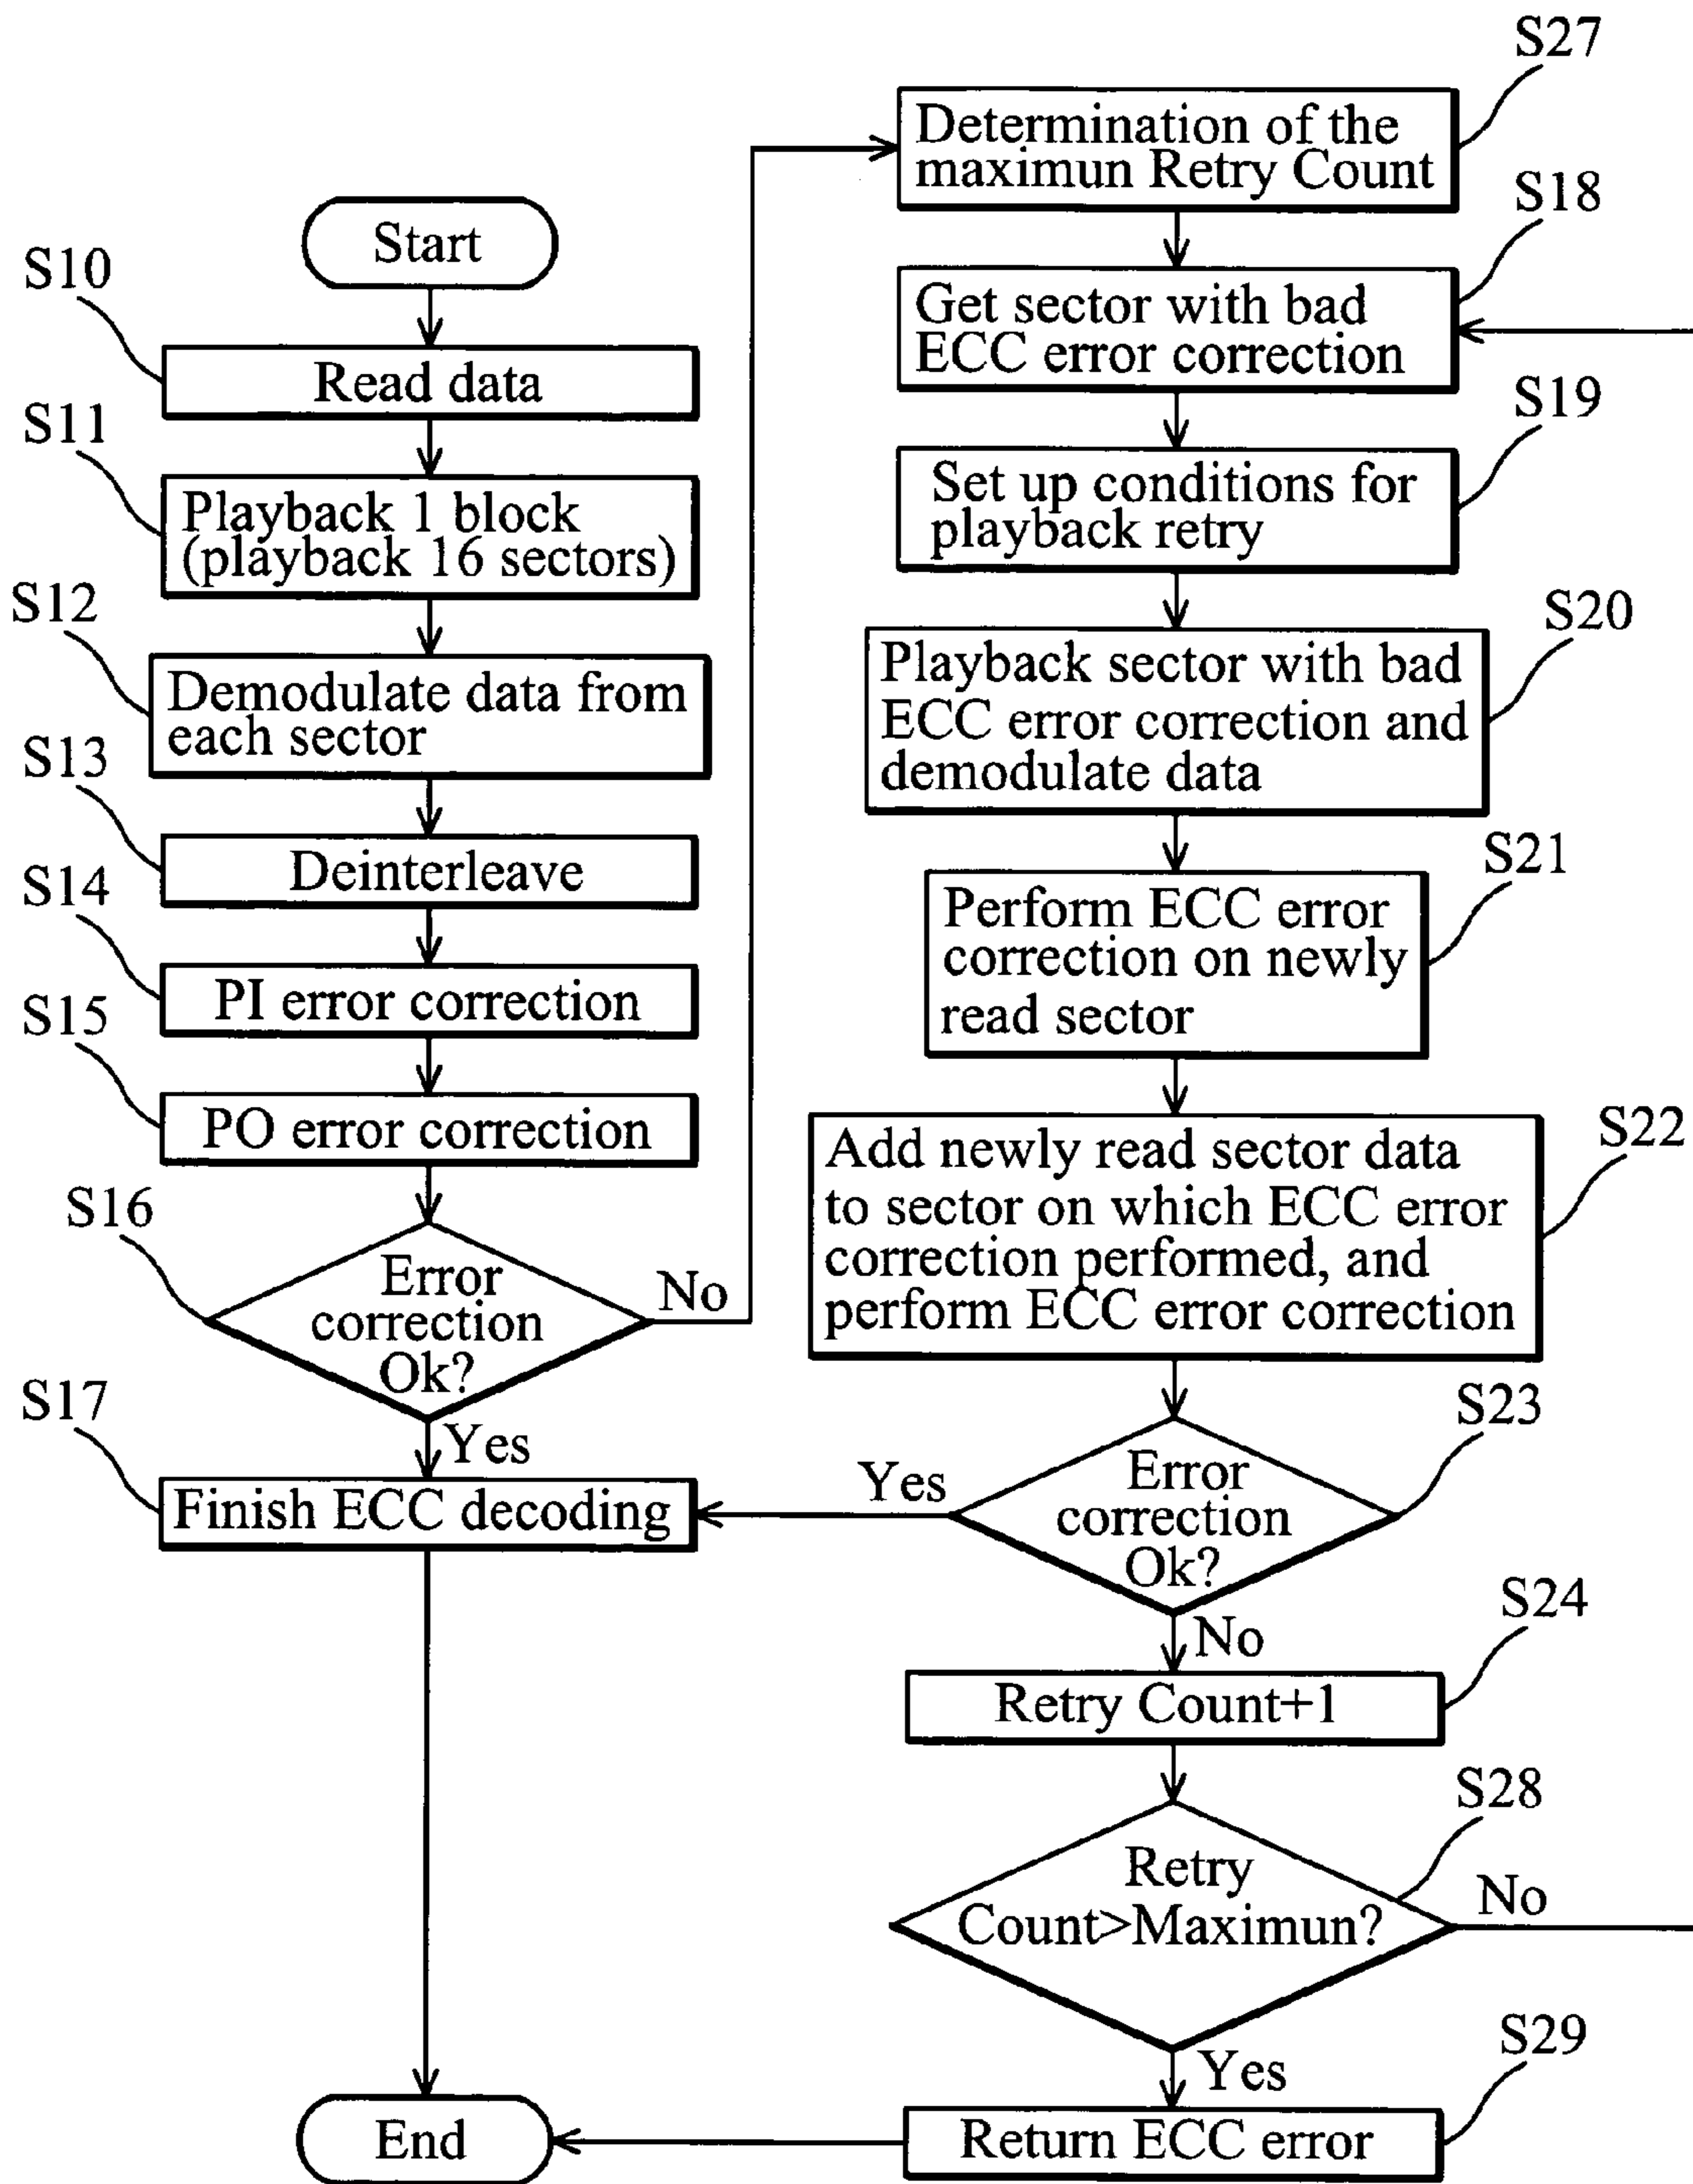 Start
S10
Read data
S11
Playback 1 block
(playback 16 sectors)
S12
Demodulate data from
each sector
S13
Deinterleave
S14
PI error correction
S15
PO error correction
S16
Error
correction
Ok?
No
Yes
S17
Finish ECC decoding
End
S27
Determination of the
maximun Retry Count
S18
Get sector with bad
ECC error correction
S19
Set up conditions for
playback retry
S20
Playback sector with bad
ECC error correction and
demodulate data
S21
Perform ECC error
correction on newly
read sector
S22
Add newly read sector data
to sector on which ECC error
correction performed, and
perform ECC error correction
S23
Error
correction
Ok?
Yes
No
S24
Retry Count+1
S28
Retry
Count>Maximun?
No
Yes
S29
Return ECC error